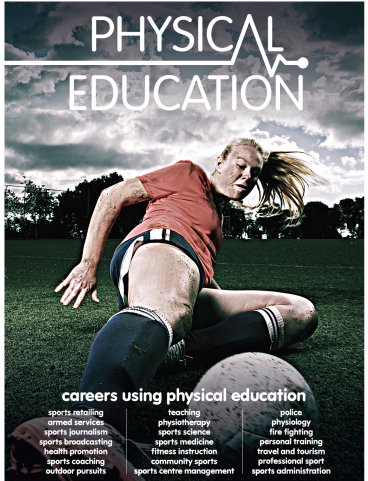 PHYSICAL
EDUCATION
careers using physical education
sports retailing
armed services
sports journalism
sports broadcasting
health promotion
sports coaching
outdoor pursuits
teaching
physiotherapy
sports science
sports medicine
fitness instruction
community sports
sports centre management
police
physiology
fire fighting
personal training
travel and tourism
professional sport
sports administration